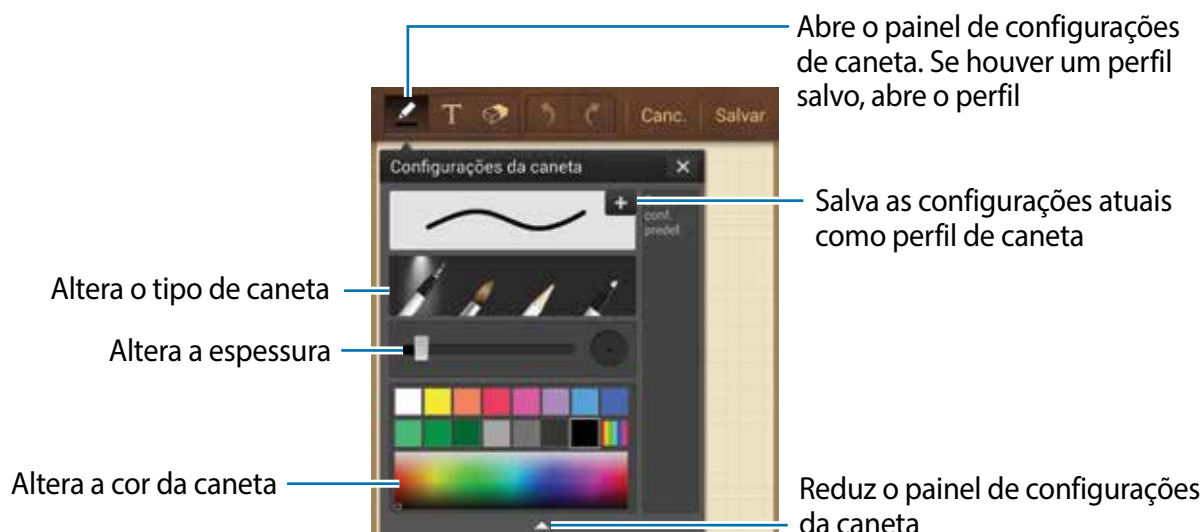 Abre o painel de configurações
de caneta. Se houver um perfil
salvo, abre o perfil
T
Canc.
Salvar
Configurações da caneta
conf.
predef.
Salva as configurações atuais
como perfil de caneta
Altera o tipo de caneta
Altera a espessura
Altera a cor da caneta
Reduz o painel de configurações
da caneta